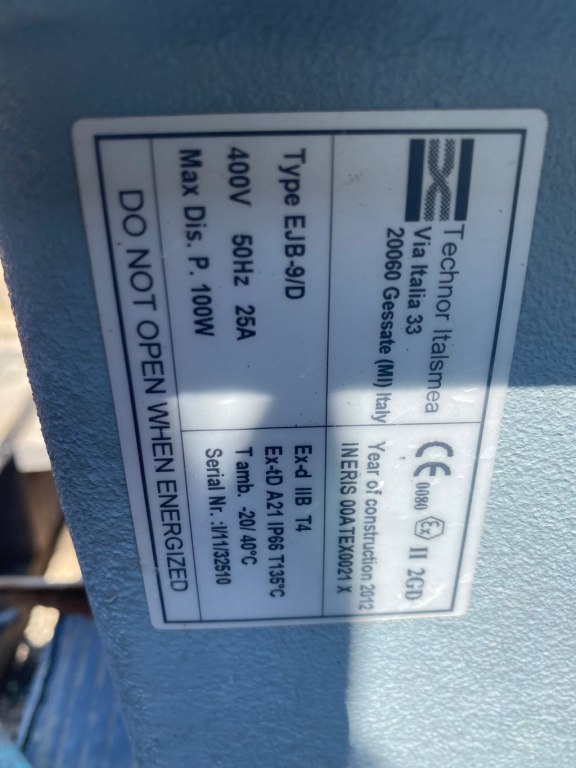 Technor Italsmea
Via Italia 33
20060 Gessate (MI) Italy
CE 0080 Ex II 2GD
Year of construction 2012
INERIS 00ATEX0021 X
Type EJB-9/D
400V 50Hz 25A
Max Dis. P. 100W
Ex-d IIB T4
Ex-tD A21 IP66 T135°C
T amb. -20/ 40°C
Serial Nr. :I/11/32510
DO NOT OPEN WHEN ENERGIZED